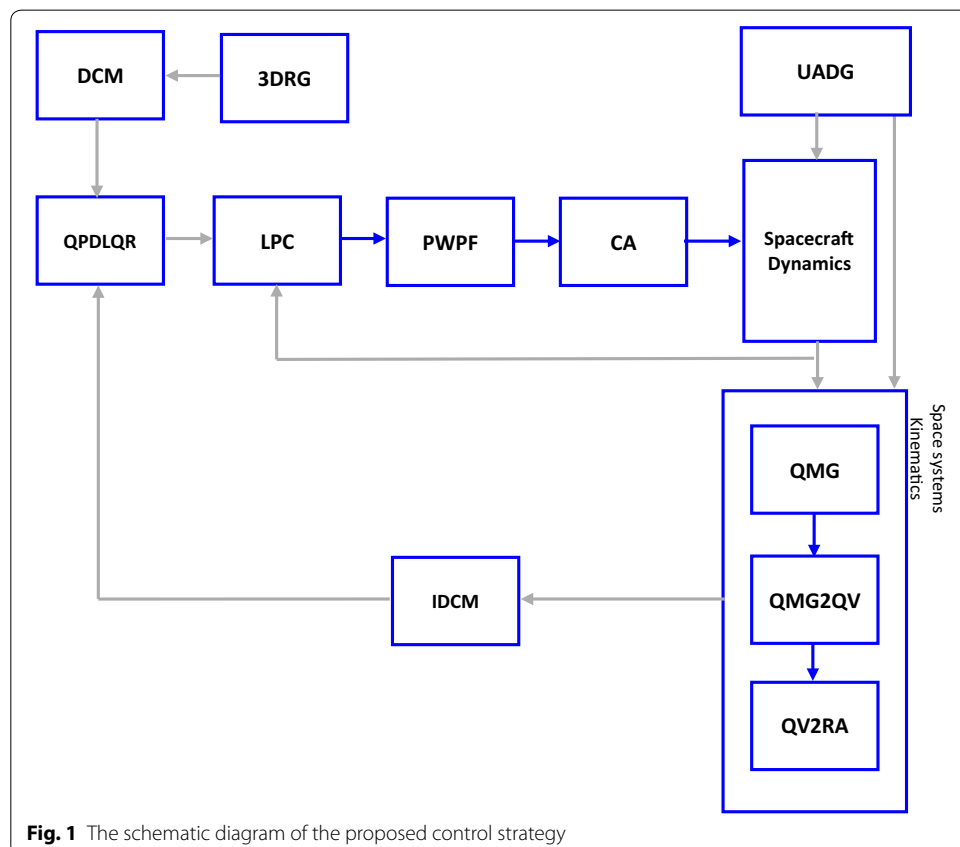 DCM
3DRG
UADG
QPDLQR
LPC
PWPF
CA
Spacecraft
Dynamics
Space systems
Kinematics
QMG
IDCM
QMG2QV
QV2RA
Fig. 1 The schematic diagram of the proposed control strategy